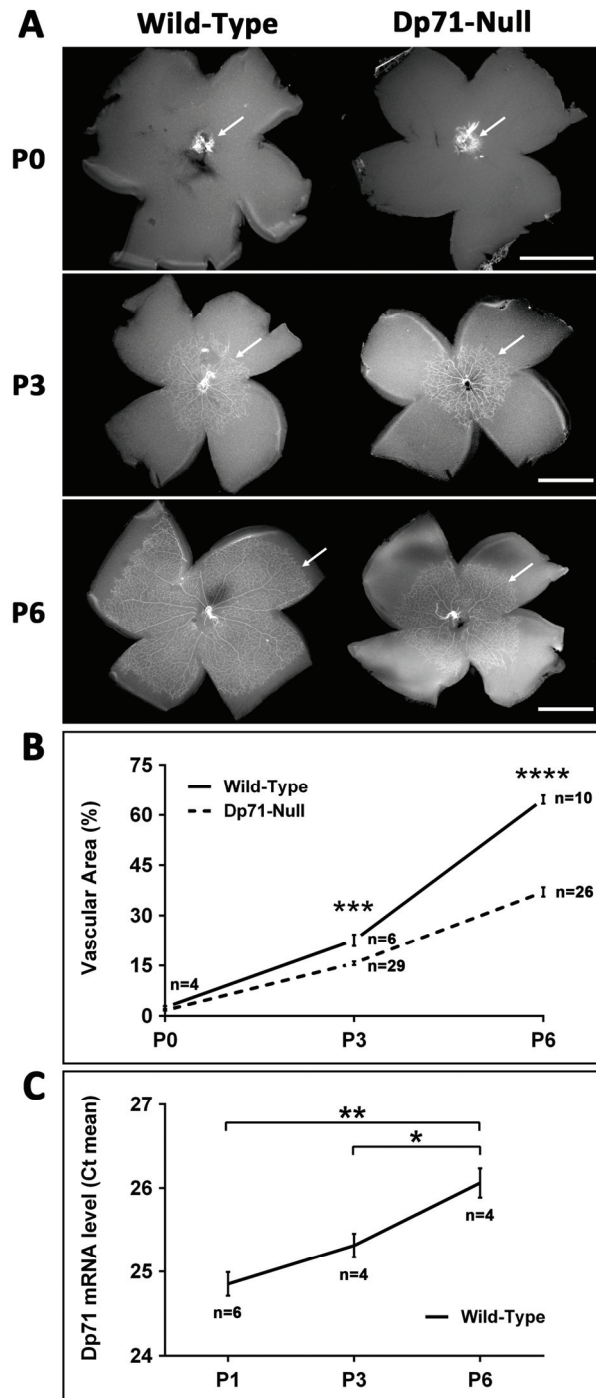 A
Wild-Type Dp71-Null
P0
P3
P6
B
75
60
45
30
15
0
Vascular Area (%)
Wild-Type
Dp71-Null
****
n=10
***
n=6
n=26
n=4
n=29
P0 P3 P6
C
27
26
25
24
Dp71 mRNA level (Ct mean)
**
*
n=4
n=4
n=6
Wild-Type
P1 P3 P6